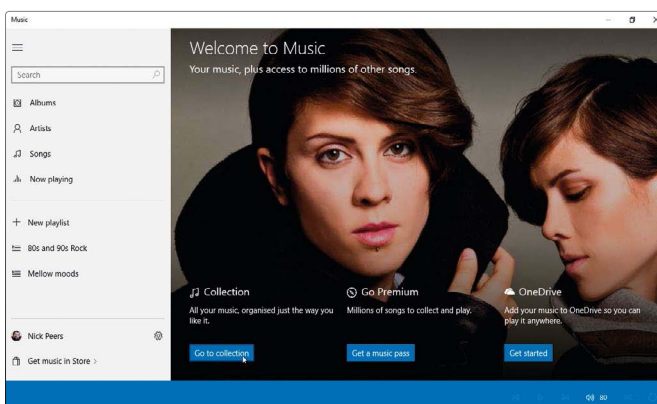 Music
Welcome to Music
Your music, plus access to millions of other songs.
Search
Albums
Artists
Songs
Now playing
New playlist
80s and 90s Rock
Mellow moods
Nick Peers
Get music in Store >
Collection
All your music, organised just the way you
like it.
Go to collection
Go Premium
Millions of songs to collect and play.
Get a music pass
OneDrive
Add your music to OneDrive so you can
play it anywhere.
Get started
80